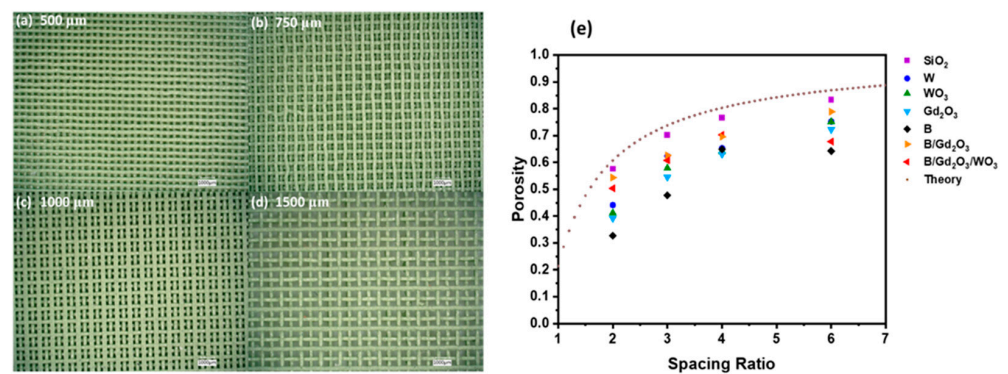 (a) 500 µm
(b) 750 µm
(c) 1000 µm
(d) 1500 µm
(e)
1.0
0.9
0.8
0.7
0.6
0.5
0.4
0.3
0.2
0.1
0.0
Porosity
1 2 3 4 5 6 7
Spacing Ratio
SiO₂
W
WO₃
Gd₂O₃
B
B/Gd₂O₃
B/Gd₂O₃/WO₃
Theory